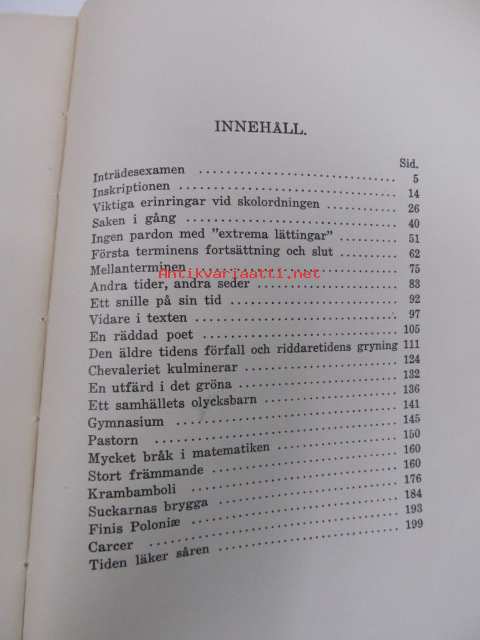 INNEHALL.
Sid.
Inträdesexamen 5
Inskriptionen 14
Viktiga erinringar vid skolordningen 26
Saken i gång 40
Ingen pardon med ”extrema lättingar” 51
Första terminens fortsättning och slut 62
Mellanterminen 75
Antikvariaatti.net
Andra tider, andra seder 83
Ett snille på sin tid 92
Vidare i texten 97
En räddad poet 105
Den äldre tidens förfall och riddaretidens gryning 111
Chevaleriet kulminerar 124
En utfärd i det gröna 132
Ett samhällets olycksbarn 136
Gymnasium 141
Pastorn 145
Mycket bråk i matematiken 150
Stort främmande 160
Krambamboli 160
Suckarnas brygga 176
Finis Poloniæ 184
Carcer 193
Tiden läker såren 199